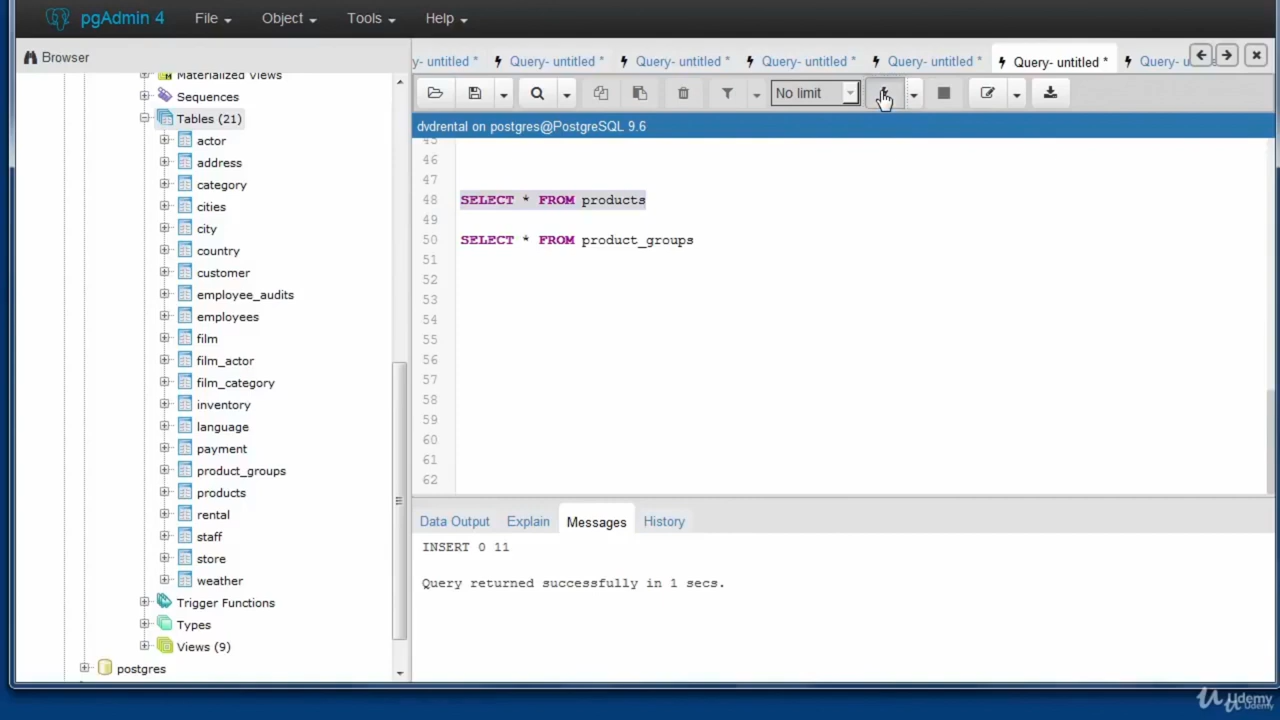 pgAdmin 4 File Object Tools Help
Browser
y- untitled * Query- untitled * Query- untitled * Query- untitled * Query- untitled * Query- untitled * Query- u
No limit
dvdrental on postgres@PostgreSQL 9.6
Materialized Views
Sequences
Tables (21)
actor
address
category
cities
city
country
customer
employee_audits
employees
film
film_actor
film_category
inventory
language
payment
product_groups
products
rental
staff
store
weather
Trigger Functions
Types
Views (9)
postgres
45
46
47
48 SELECT * FROM products
49
50 SELECT * FROM product_groups
51
52
53
54
55
56
57
58
59
60
61
62
Data Output Explain Messages History
INSERT 0 11
Query returned successfully in 1 secs.
Udemy